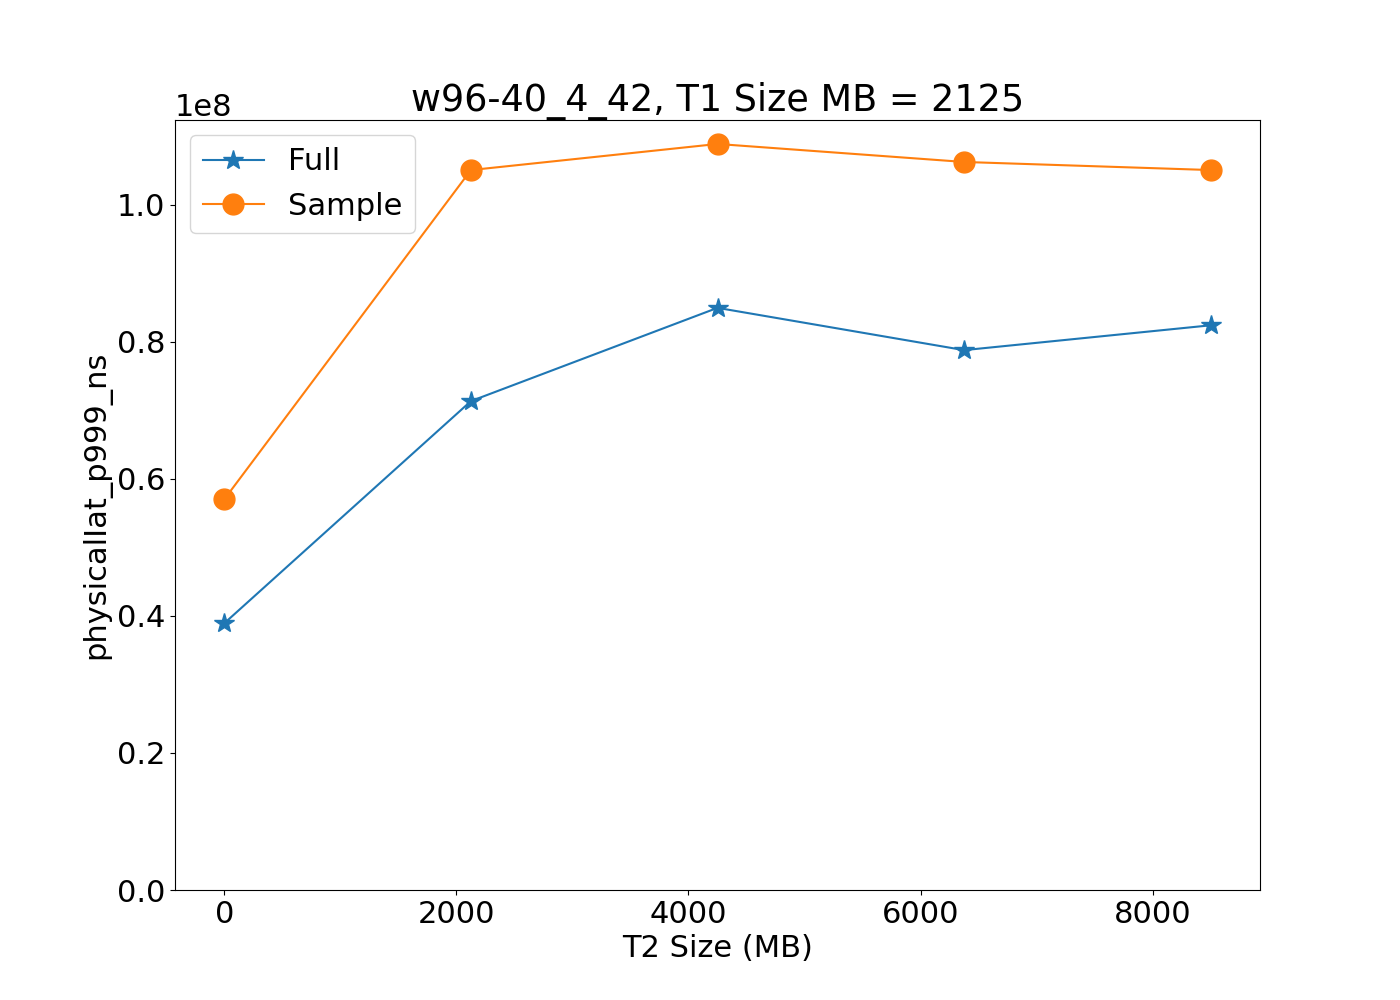 w96-40_4_42, T1 Size MB = 2125
1e8
Full
Sample
1.0
0.8
0.6
0.4
0.2
0.0
physicallat_p999_ns
0 2000 4000 6000 8000
T2 Size (MB)